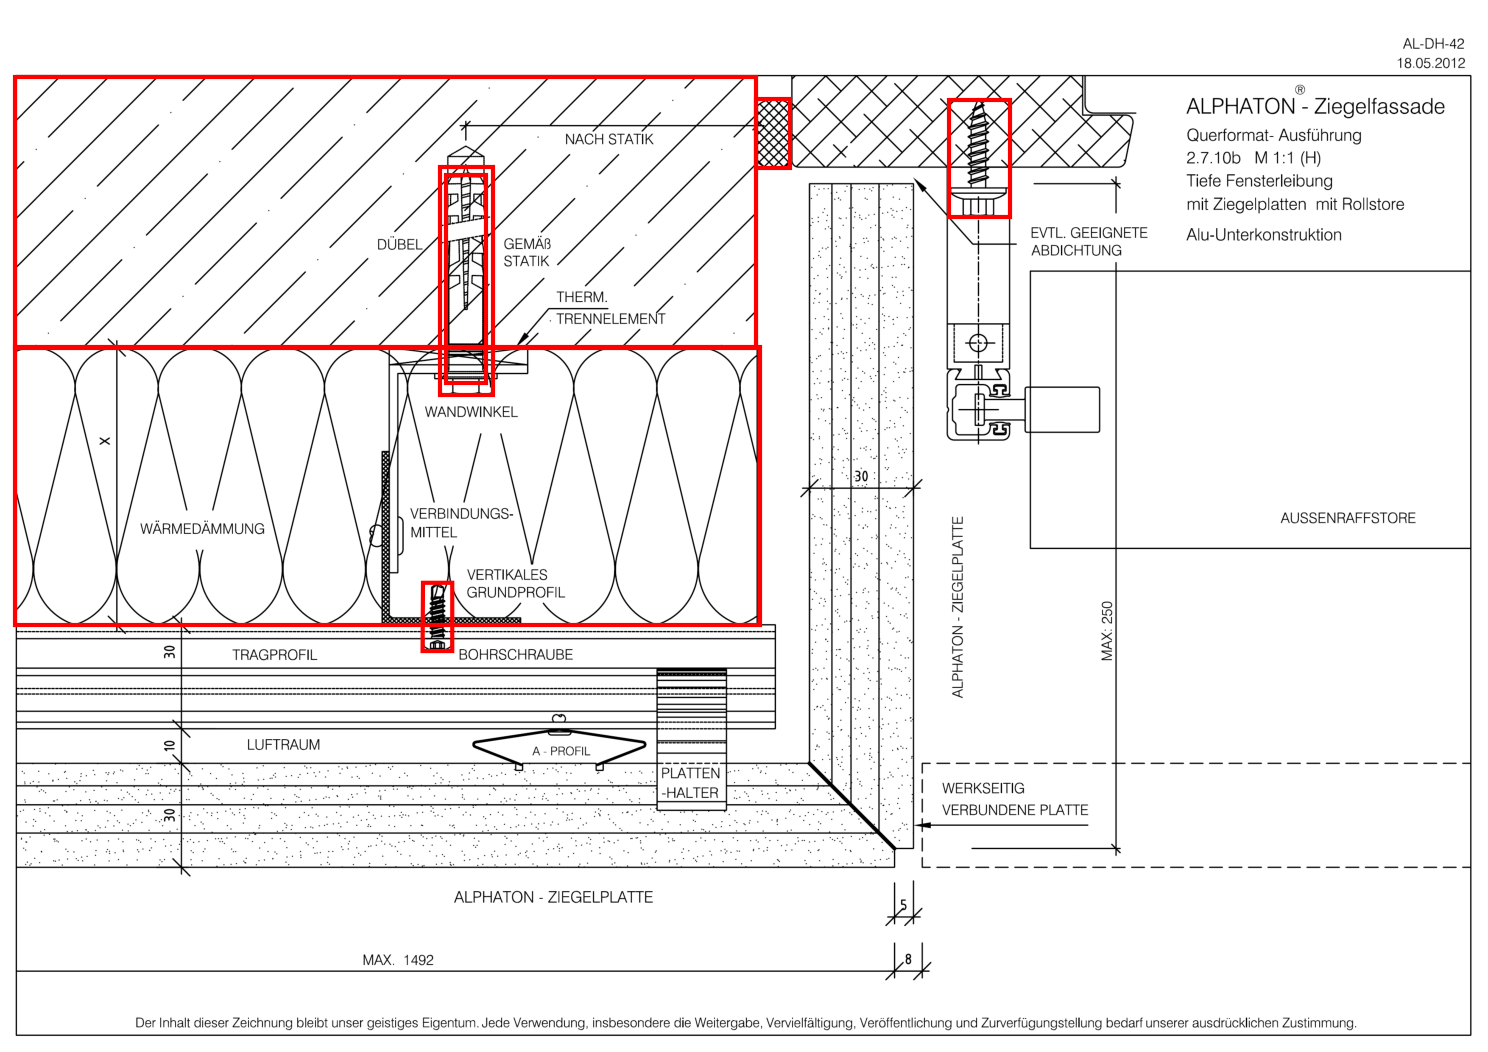 AL-DH-42
18.05.2012
ALPHATON® - Ziegelfassade
Querformat- Ausführung
2.7.10b M 1:1 (H)
Tiefe Fensterleibung
mit Ziegelplatten mit Rollstore
Alu-Unterkonstruktion
NACH STATIK
DÜBEL
GEMÄß
STATIK
THERM.
TRENNELEMENT
EVTL. GEEIGNETE
ABDICHTUNG
WANDWINKEL
X
30
VERBINDUNGS-
MITTEL
WÄRMEDÄMMUNG
AUSSENRAFFSTORE
ALPHATON - ZIEGELPLATTE
MAX: 250
VERTIKALES
GRUNDPROFIL
30
TRAGPROFIL
BOHRSCHRAUBE
10
LUFTRAUM
A - PROFIL
PLATTEN
-HALTER
30
WERKSEITIG
VERBUNDENE PLATTE
ALPHATON - ZIEGELPLATTE
5
MAX. 1492
8
Der Inhalt dieser Zeichnung bleibt unser geistiges Eigentum. Jede Verwendung, insbesondere die Weitergabe, Vervielfältigung, Veröffentlichung und Zurverfügungstellung bedarf unserer ausdrücklichen Zustimmung.